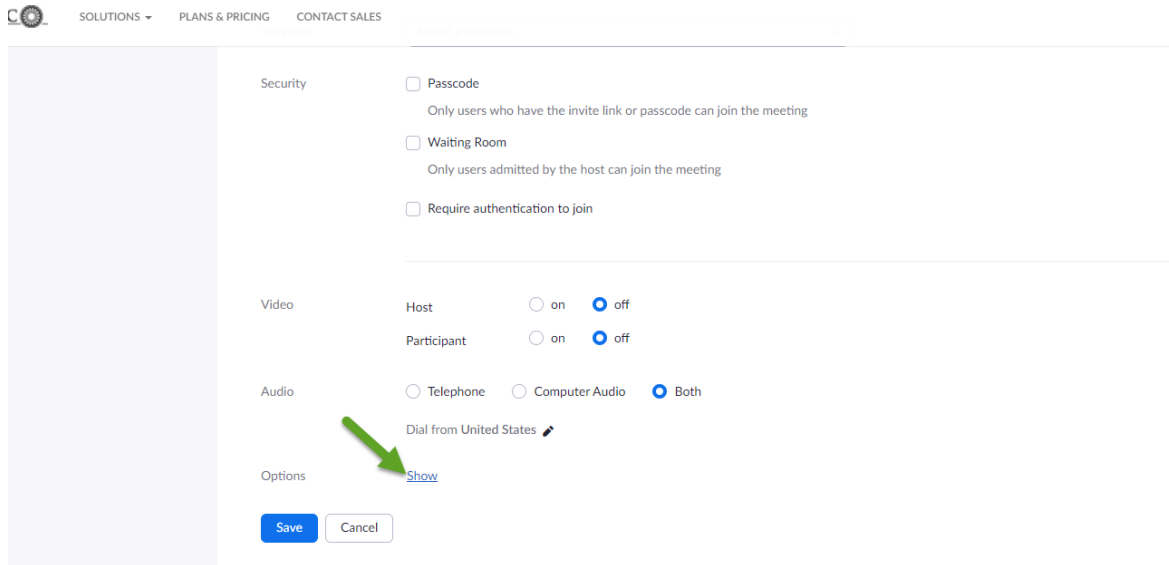 SOLUTIONS PLANS & PRICING CONTACT SALES
Security
Passcode
Only users who have the invite link or passcode can join the meeting
Waiting Room
Only users admitted by the host can join the meeting
Require authentication to join
Video
Host on off
Participant on off
Audio
Telephone Computer Audio Both
Dial from United States
Options Show
Save Cancel